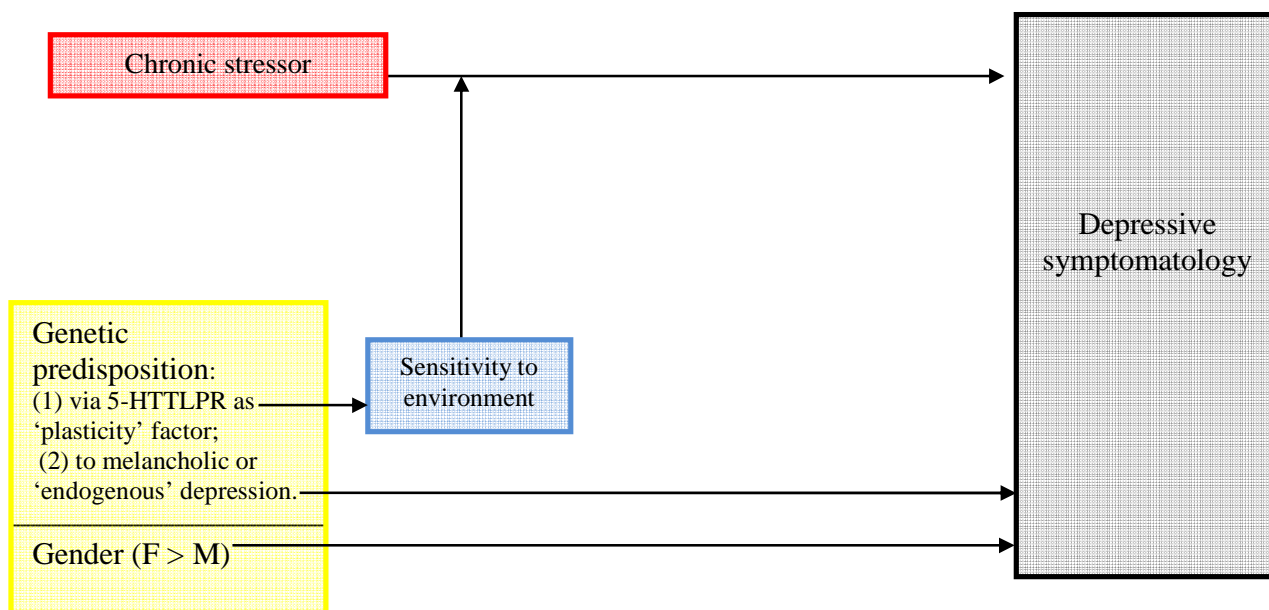 Chronic stressor
Depressive
symptomatology
Genetic
predisposition:
(1) via 5-HTTLPR as
‘plasticity’ factor;
(2) to melancholic or
‘endogenous’ depression.
Sensitivity to
environment
Gender (F > M)